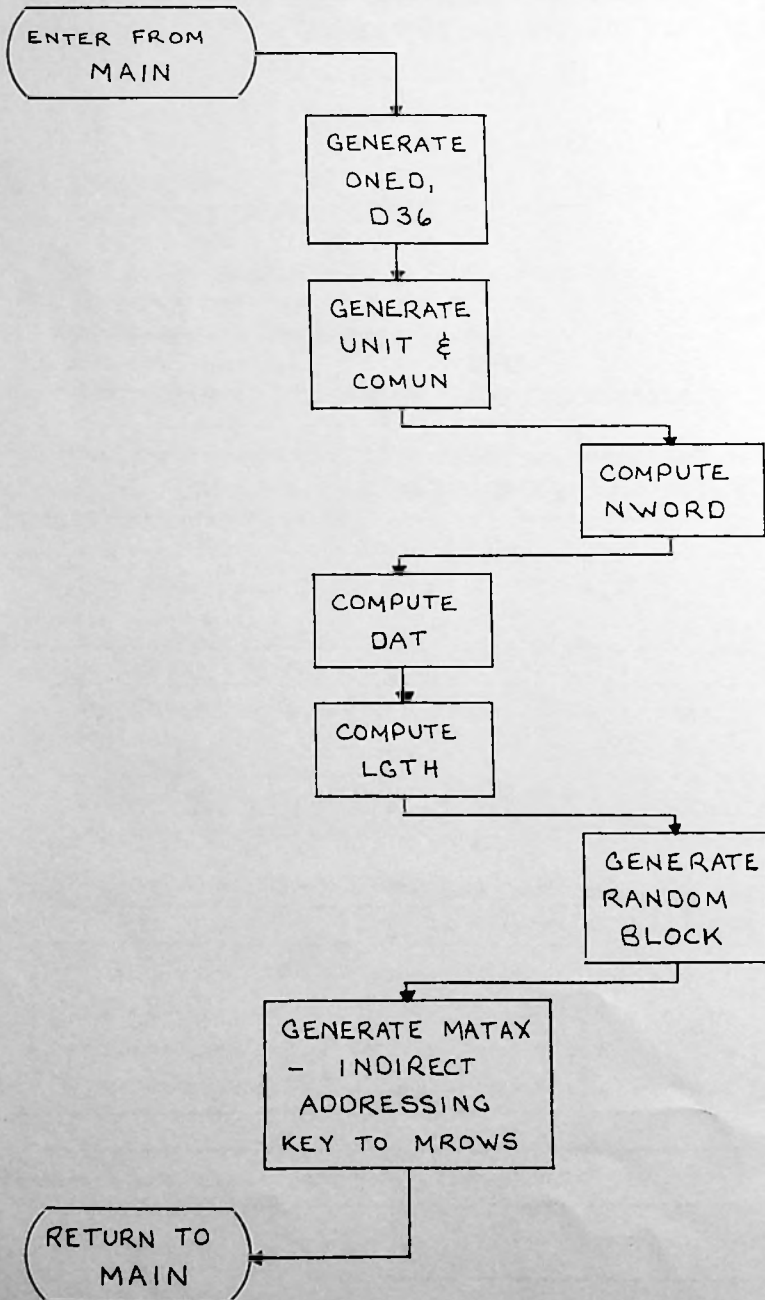 ENTER FROM
MAIN
GENERATE
ONED,
D36
GENERATE
UNIT &
COMUN
COMPUTE
NWORD
COMPUTE
DAT
COMPUTE
LGTH
GENERATE
RANDOM
BLOCK
GENERATE MATAX
- INDIRECT
ADDRESSING
KEY TO MROWS
RETURN TO
MAIN